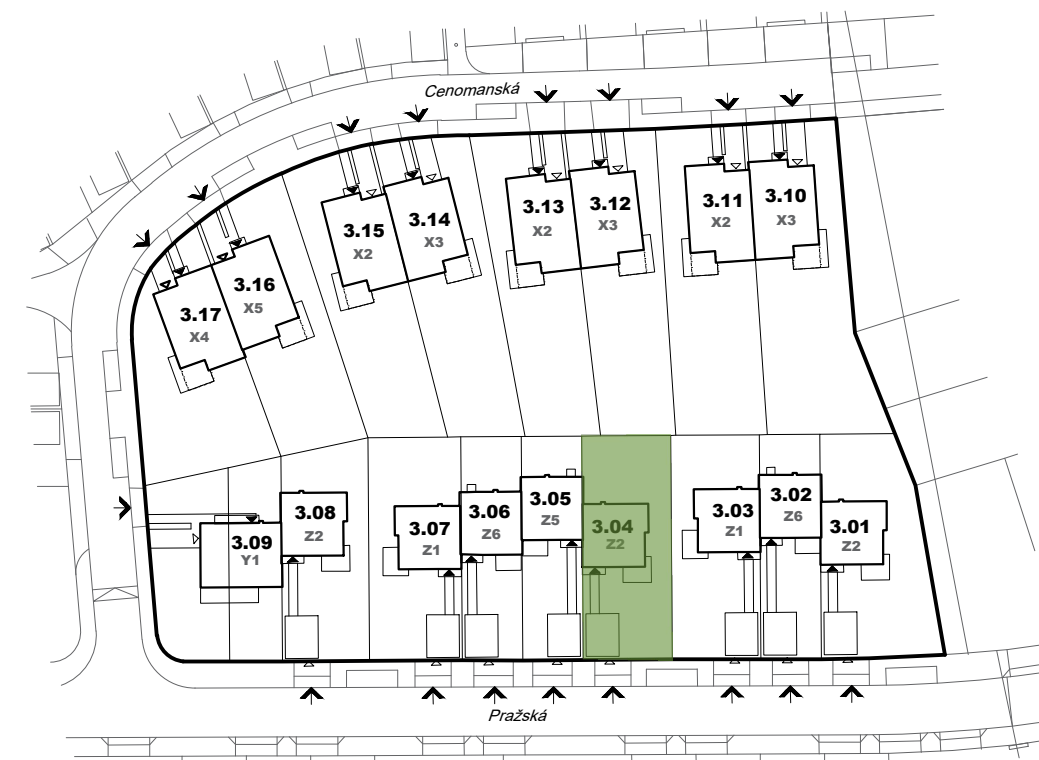 Cenomanská
3.17
X4
3.16
X5
3.15
X2
3.14
X3
3.13
X2
3.12
X3
3.11
X2
3.10
X3
3.09
Y1
3.08
Z2
3.07
Z1
3.06
Z6
3.05
Z5
3.04
Z2
3.03
Z1
3.02
Z6
3.01
Z2
Pražská